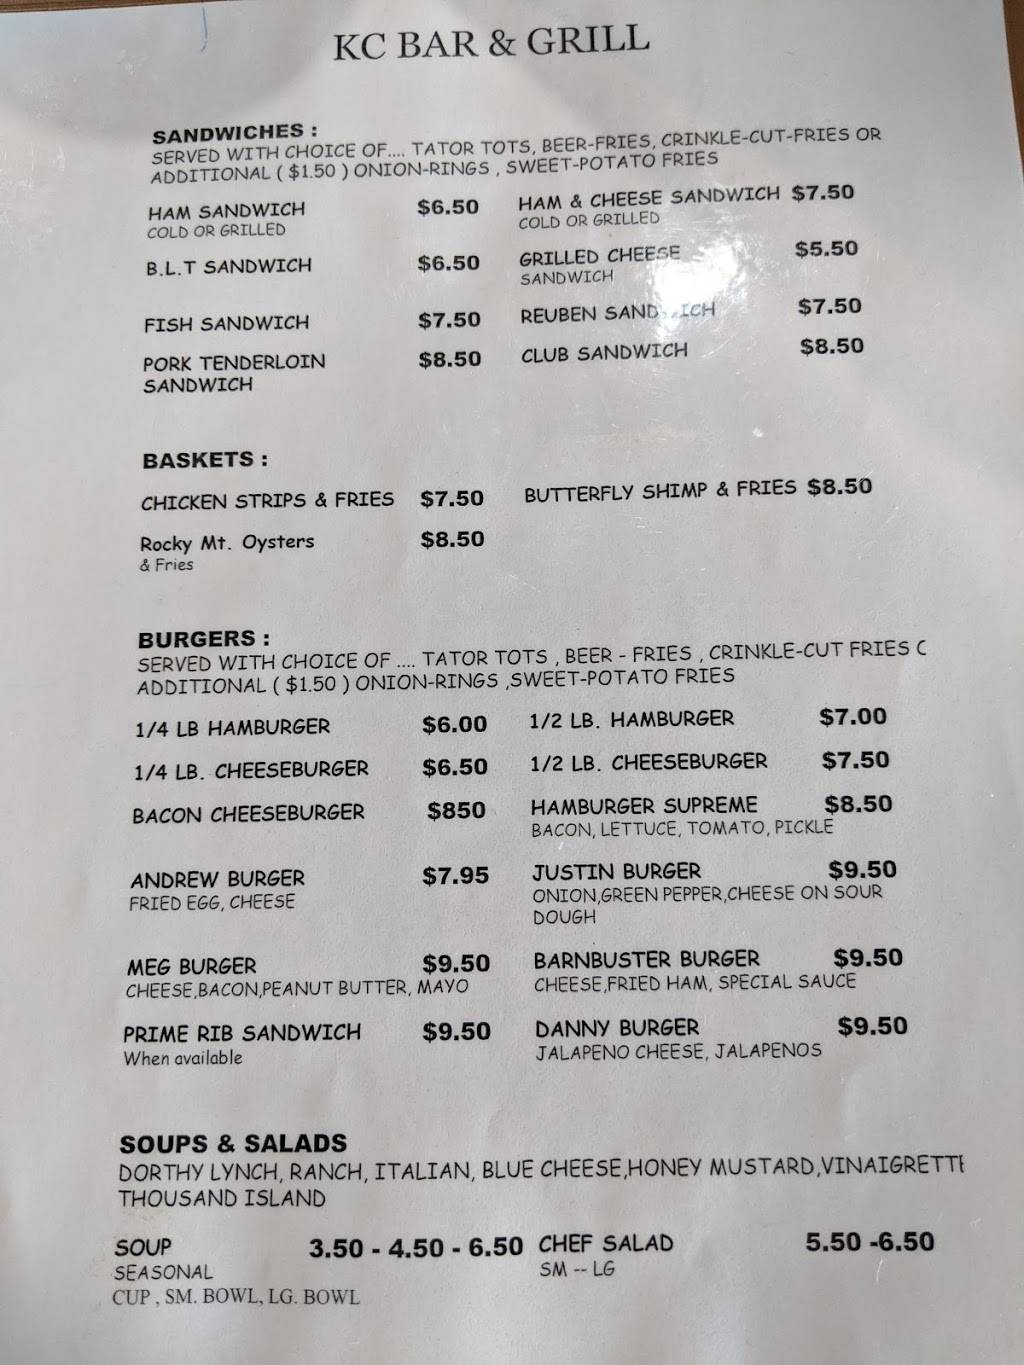 KC BAR & GRILL
SANDWICHES :
SERVED WITH CHOICE OF.... TATOR TOTS, BEER-FRIES, CRINKLE-CUT-FRIES OR
ADDITIONAL ( $1.50 ) ONION-RINGS , SWEET-POTATO FRIES
HAM SANDWICH $6.50 HAM & CHEESE SANDWICH $7.50
COLD OR GRILLED COLD OR GRILLED
B.L.T SANDWICH $6.50 GRILLED CHEESE $5.50
SANDWICH
FISH SANDWICH $7.50 REUBEN SANDWICH $7.50
PORK TENDERLOIN $8.50 CLUB SANDWICH $8.50
SANDWICH
BASKETS :
CHICKEN STRIPS & FRIES $7.50 BUTTERFLY SHIMP & FRIES $8.50
Rocky Mt. Oysters $8.50
& Fries
BURGERS :
SERVED WITH CHOICE OF .... TATOR TOTS , BEER - FRIES , CRINKLE-CUT FRIES
ADDITIONAL ( $1.50 ) ONION-RINGS ,SWEET-POTATO FRIES
1/4 LB HAMBURGER $6.00 1/2 LB. HAMBURGER $7.00
1/4 LB. CHEESEBURGER $6.50 1/2 LB. CHEESEBURGER $7.50
BACON CHEESEBURGER $850 HAMBURGER SUPREME $8.50
BACON, LETTUCE, TOMATO, PICKLE
ANDREW BURGER $7.95 JUSTIN BURGER $9.50
FRIED EGG, CHEESE ONION,GREEN PEPPER,CHEESE ON SOUR
DOUGH
MEG BURGER $9.50 BARNBUSTER BURGER $9.50
CHEESE,BACON,PEANUT BUTTER, MAYO CHEESE,FRIED HAM, SPECIAL SAUCE
PRIME RIB SANDWICH $9.50 DANNY BURGER $9.50
When available JALAPENO CHEESE, JALAPENOS
SOUPS & SALADS
DORTHY LYNCH, RANCH, ITALIAN, BLUE CHEESE,HONEY MUSTARD,VINAIGRETTE
THOUSAND ISLAND
SOUP 3.50 - 4.50 - 6.50 CHEF SALAD 5.50 -6.50
SEASONAL SM -- LG
CUP , SM. BOWL, LG. BOWL